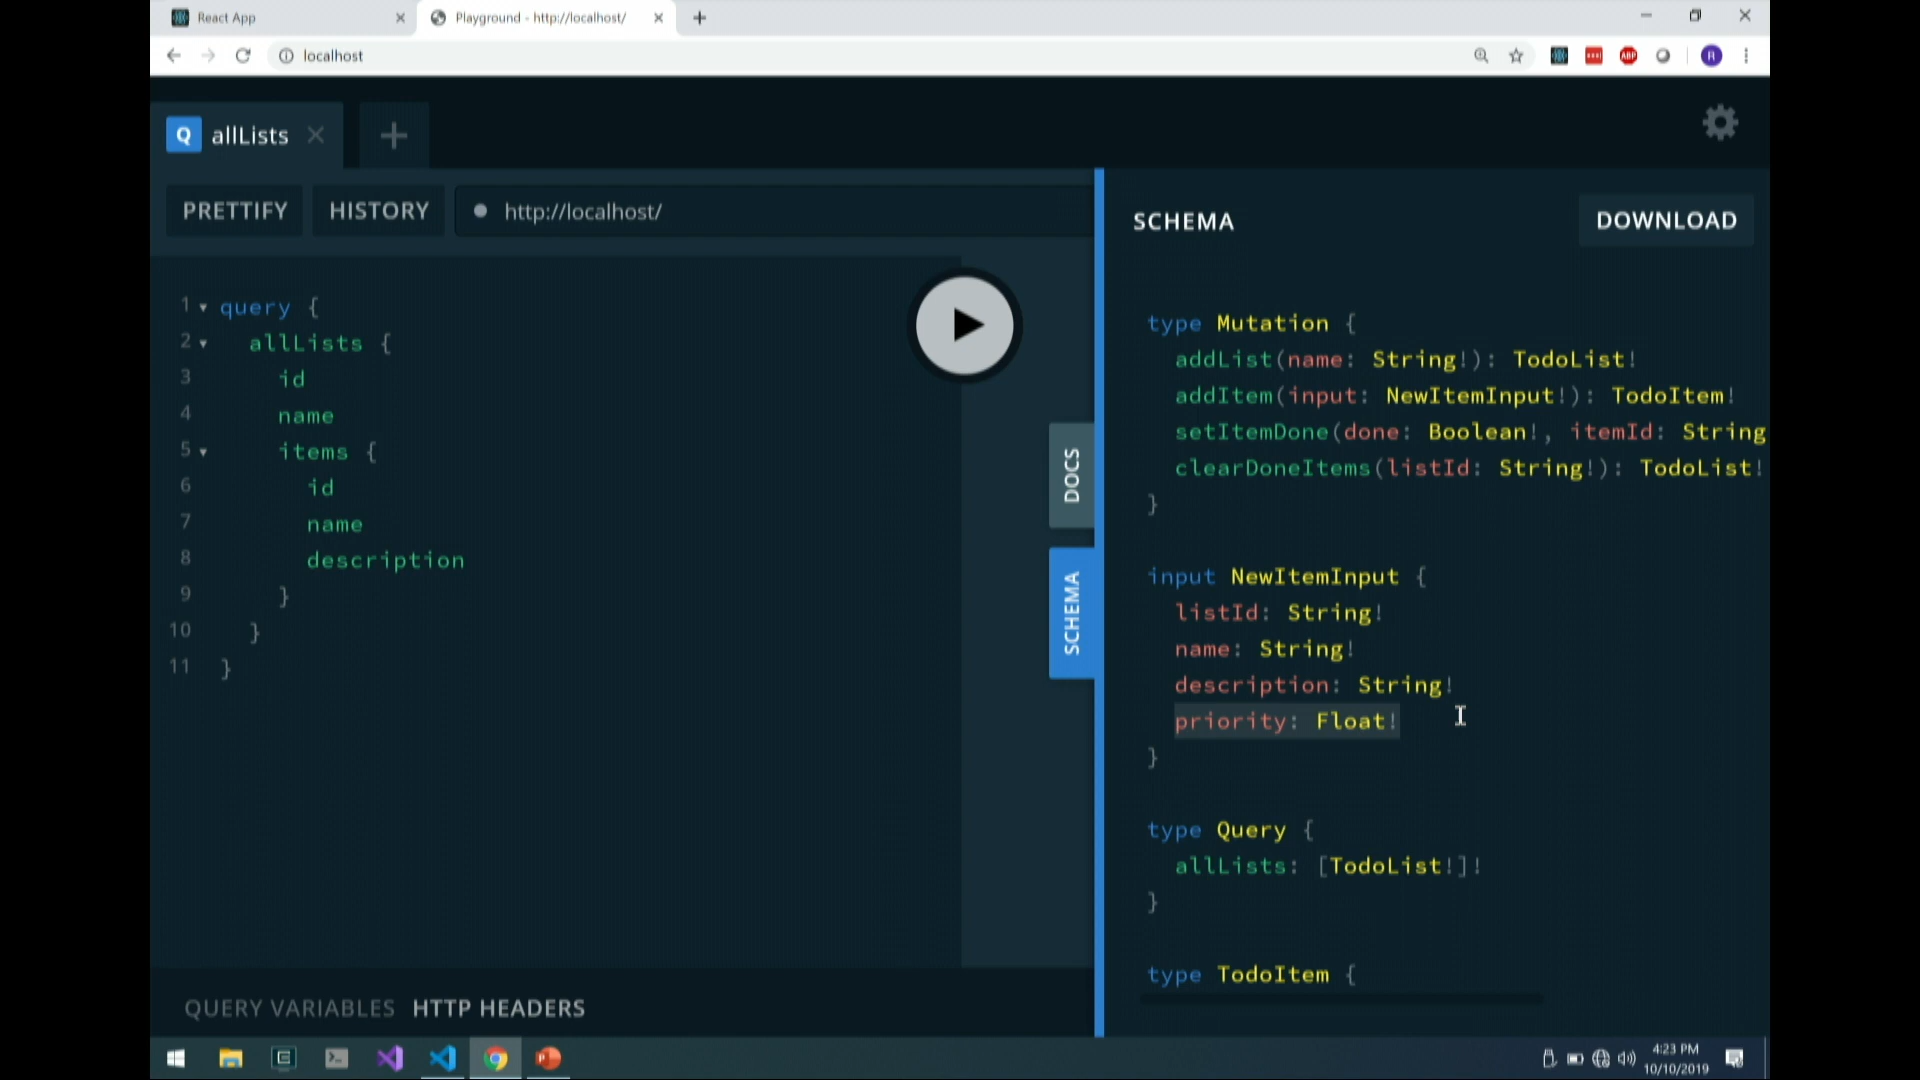 React App
Playground - http://localhost/
localhost
ABP
R
Q allLists
PRETTIFY
HISTORY
http://localhost/
1 query {
2 allLists {
3 id
4 name
5 items {
6 id
7 name
8 description
9 }
10 }
11 }
DOCS
SCHEMA
SCHEMA
DOWNLOAD
type Mutation {
addList(name: String!): TodoList!
addItem(input: NewItemInput!): TodoItem!
setItemDone(done: Boolean!, itemId: String
clearDoneItems(listId: String!): TodoList!
}
input NewItemInput {
listId: String!
name: String!
description: String!
priority: Float!
}
type Query {
allLists: [TodoList!]!
}
type TodoItem {
QUERY VARIABLES
HTTP HEADERS
4:23 PM
10/10/2019